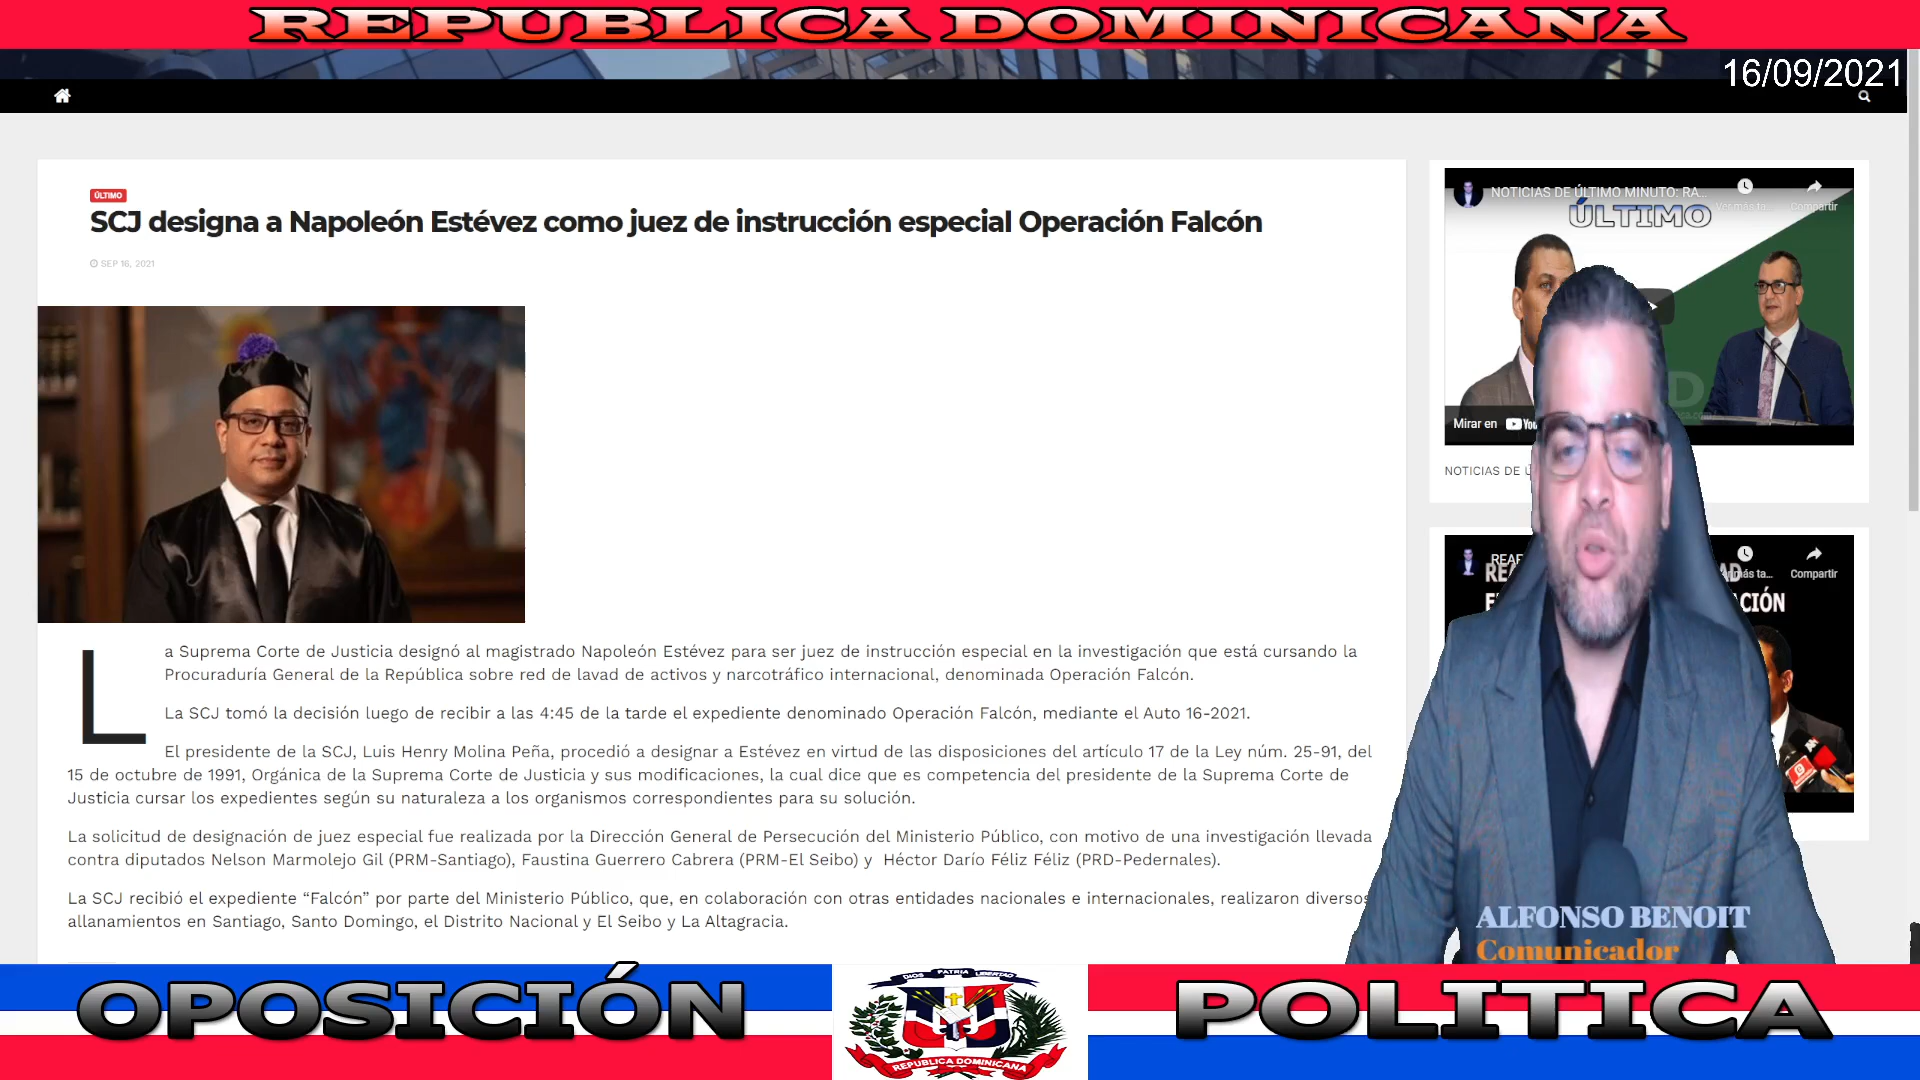 REPUBLICA DOMINICANA
16/09/2021
ÚLTIMO
SCJ designa a Napoleón Estévez como juez de instrucción especial Operación Falcón
SEP 16, 2021
La Suprema Corte de Justicia designó al magistrado Napoleón Estévez para ser juez de instrucción especial en la investigación que está cursando la
Procuraduría General de la República sobre red de lavad de activos y narcotráfico internacional, denominada Operación Falcón.
La SCJ tomó la decisión luego de recibir a las 4:45 de la tarde el expediente denominado Operación Falcón, mediante el Auto 16-2021.
El presidente de la SCJ, Luis Henry Molina Peña, procedió a designar a Estévez en virtud de las disposiciones del artículo 17 de la Ley núm. 25-91, del
15 de octubre de 1991, Orgánica de la Suprema Corte de Justicia y sus modificaciones, la cual dice que es competencia del presidente de la Suprema Corte de
Justicia cursar los expedientes según su naturaleza a los organismos correspondientes para su solución.
La solicitud de designación de juez especial fue realizada por la Dirección General de Persecución del Ministerio Público, con motivo de una investigación llevada
contra diputados Nelson Marmolejo Gil (PRM-Santiago), Faustina Guerrero Cabrera (PRM-El Seibo) y Héctor Darío Féliz Féliz (PRD-Pedernales).
La SCJ recibió el expediente “Falcón” por parte del Ministerio Público, que, en colaboración con otras entidades nacionales e internacionales, realizaron diversos
allanamientos en Santiago, Santo Domingo, el Distrito Nacional y El Seibo y La Altagracia.
NOTICIAS DE ÚLTIMO MINUTO: RA...
Ver más ta... Compartir
ÚLTIMO
Mirar en
NOTICIAS DE
Compartir
ALFONSO BENOIT
Comunicador
OPOSICIÓN
DIOS PATRIA LIBERTAD
REPUBLICA DOMINICANA
POLITICA